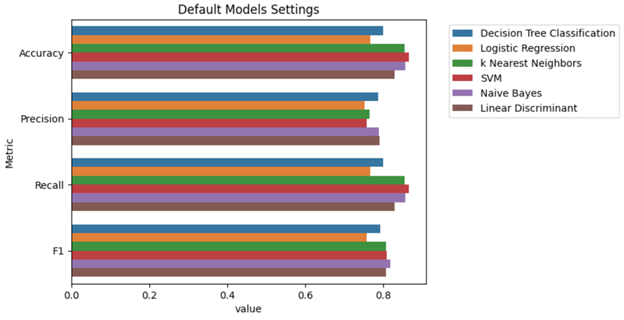 Default Models Settings
Accuracy
Precision
Recall
F1
Metric
0.0 0.2 0.4 0.6 0.8
value
Decision Tree Classification
Logistic Regression
k Nearest Neighbors
SVM
Naive Bayes
Linear Discriminant